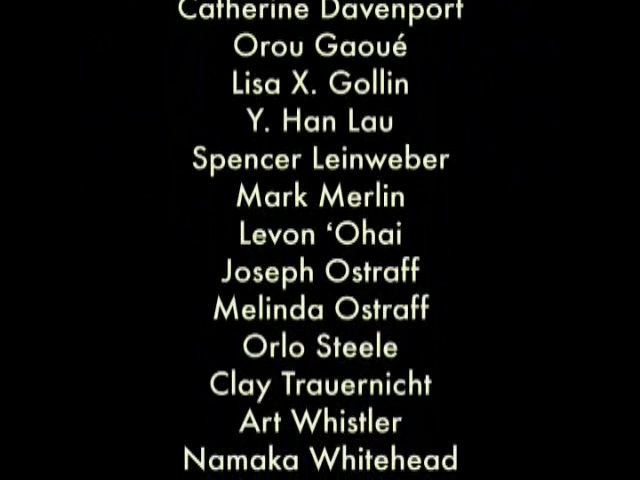 Catherine Davenport
Orou Gaoué
Lisa X. Gollin
Y. Han Lau
Spencer Leinweber
Mark Merlin
Levon ‘Ohai
Joseph Ostraff
Melinda Ostraff
Orlo Steele
Clay Trauernicht
Art Whistler
Namaka Whitehead